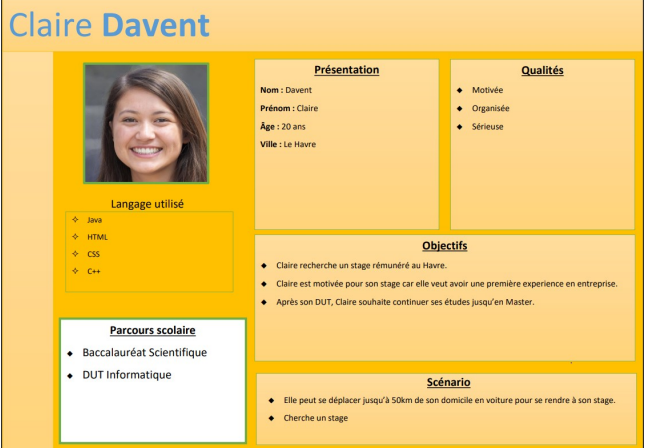 Claire Davent
Présentation
Nom : Davent
Prénom : Claire
Âge : 20 ans
Ville : Le Havre
Qualités
Motivée
Organisée
Sérieuse
Langage utilisé
Java
HTML
CSS
C++
Objectifs
Claire recherche un stage rémunéré au Havre.
Claire est motivée pour son stage car elle veut avoir une première experience en entreprise.
Après son DUT, Claire souhaite continuer ses études jusqu'en Master.
Parcours scolaire
Baccalauréat Scientifique
DUT Informatique
Scénario
Elle peut se déplacer jusqu'à 50km de son domicile en voiture pour se rendre à son stage.
Cherche un stage